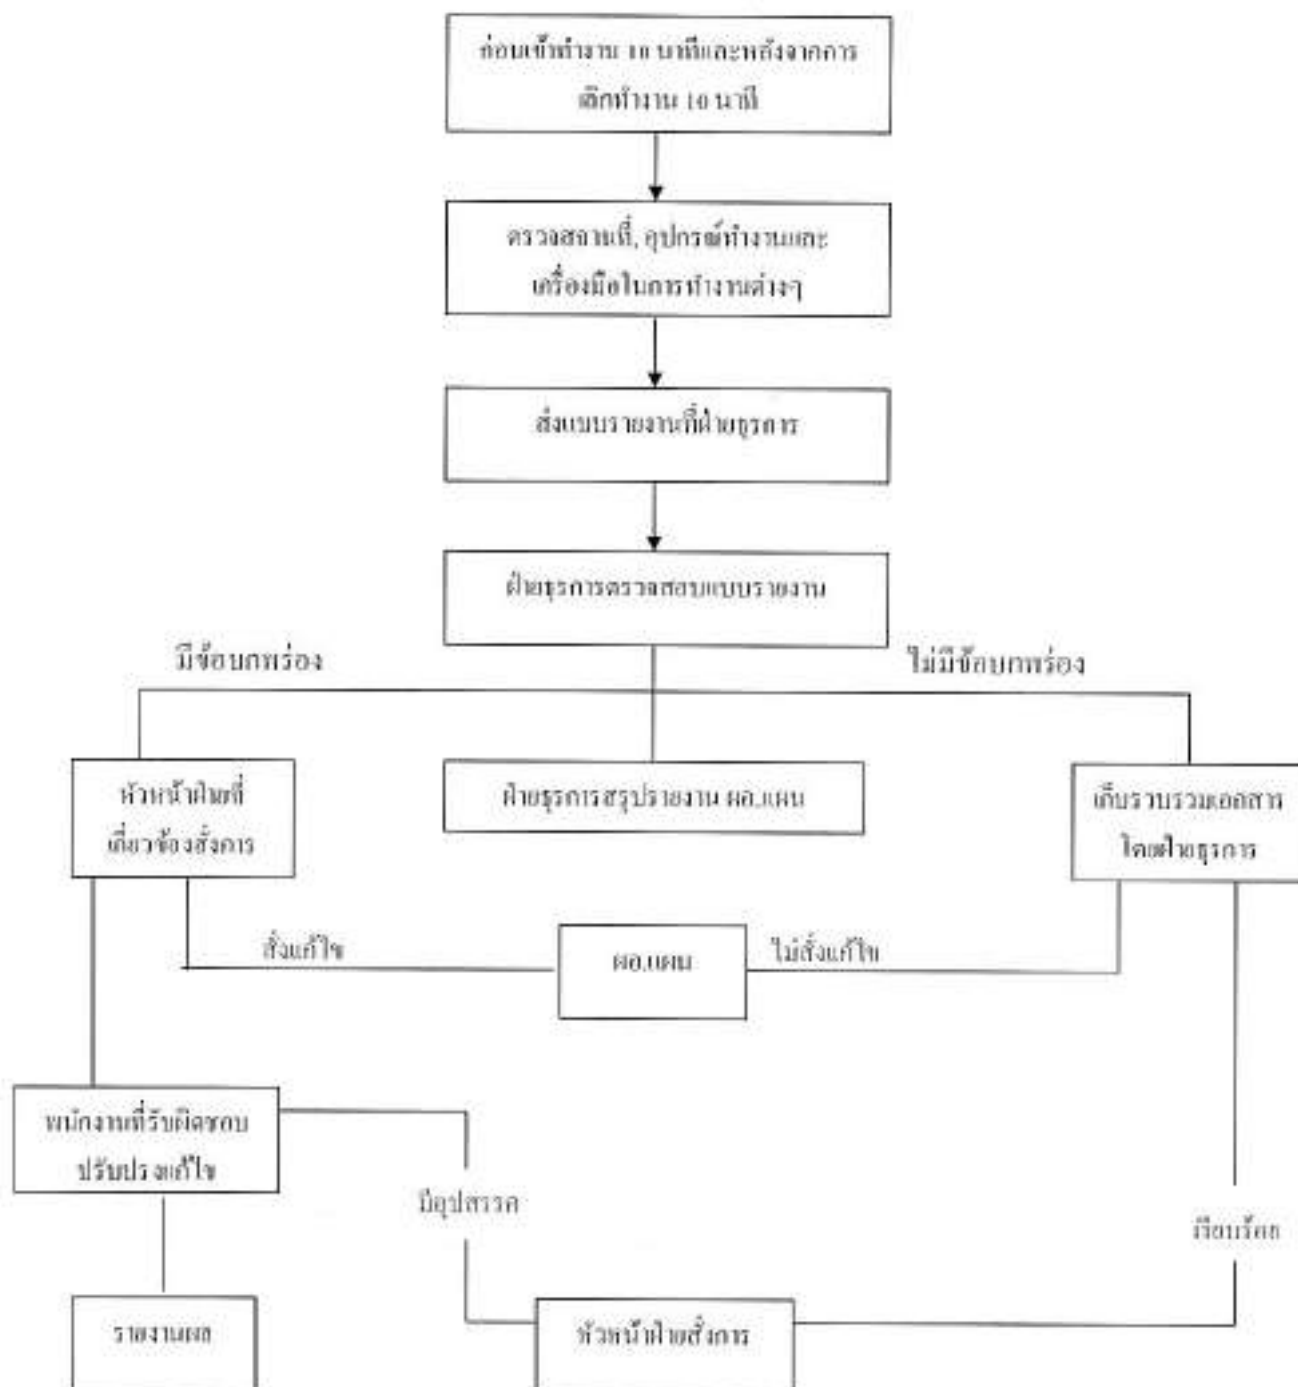 ก่อนเข้าทำงาน 10 นาทีและหลังจากการ
เลิกทำงาน 10 นาที
ตรวจสถานที่, อุปกรณ์ทำงานและ
เครื่องมือในการทำงานต่างๆ
ส่งแบบรายงานที่ฝ่ายธุรการ
ฝ่ายธุรการตรวจสอบแบบรายงาน
มีข้อบกพร่อง
ไม่มีข้อบกพร่อง
หัวหน้าฝ่ายที่
เกี่ยวข้องสั่งการ
ฝ่ายธุรการสรุปรายงาน ผอ.แผน
เก็บรวบรวมเอกสาร
โดยฝ่ายธุรการ
สั่งแก้ไข
ผอ.แผน
ไม่สั่งแก้ไข
พนักงานที่รับผิดชอบ
ปรับปรุงแก้ไข
มีอุปสรรค
เรียบร้อย
รายงานผล
หัวหน้าฝ่ายสั่งการ